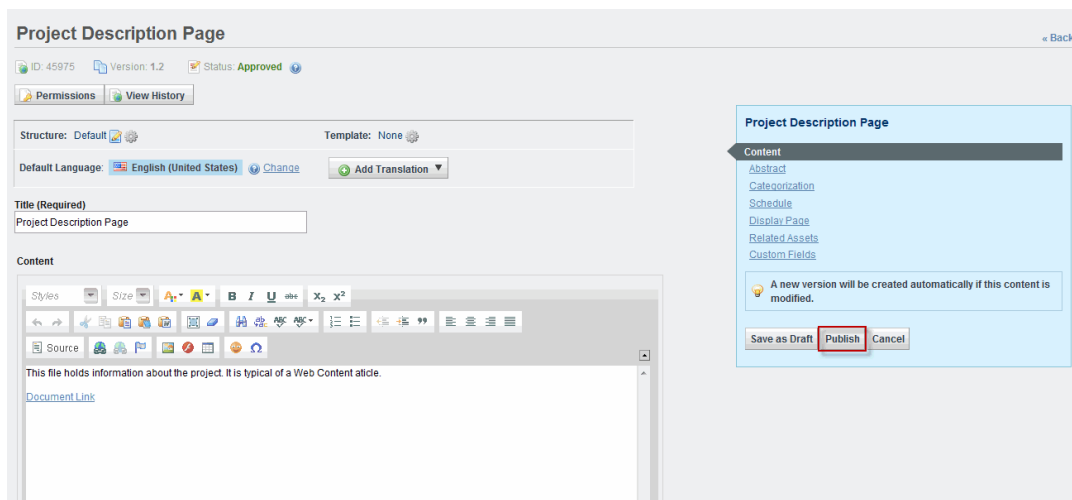 Project Description Page
« Back
ID: 45975 Version: 1.2 Status: Approved
Permissions View History
Structure: Default Template: None
Default Language: English (United States) Change Add Translation ▼
Title (Required)
Project Description Page
Content
Styles Size A A B I U abc X₂ X²
ABC ABC
Source Ω
This file holds information about the project. It is typical of a Web Content aticle.
Document Link
Project Description Page
Content
Abstract
Categorization
Schedule
Display Page
Related Assets
Custom Fields
A new version will be created automatically if this content is
modified.
Save as Draft Publish Cancel